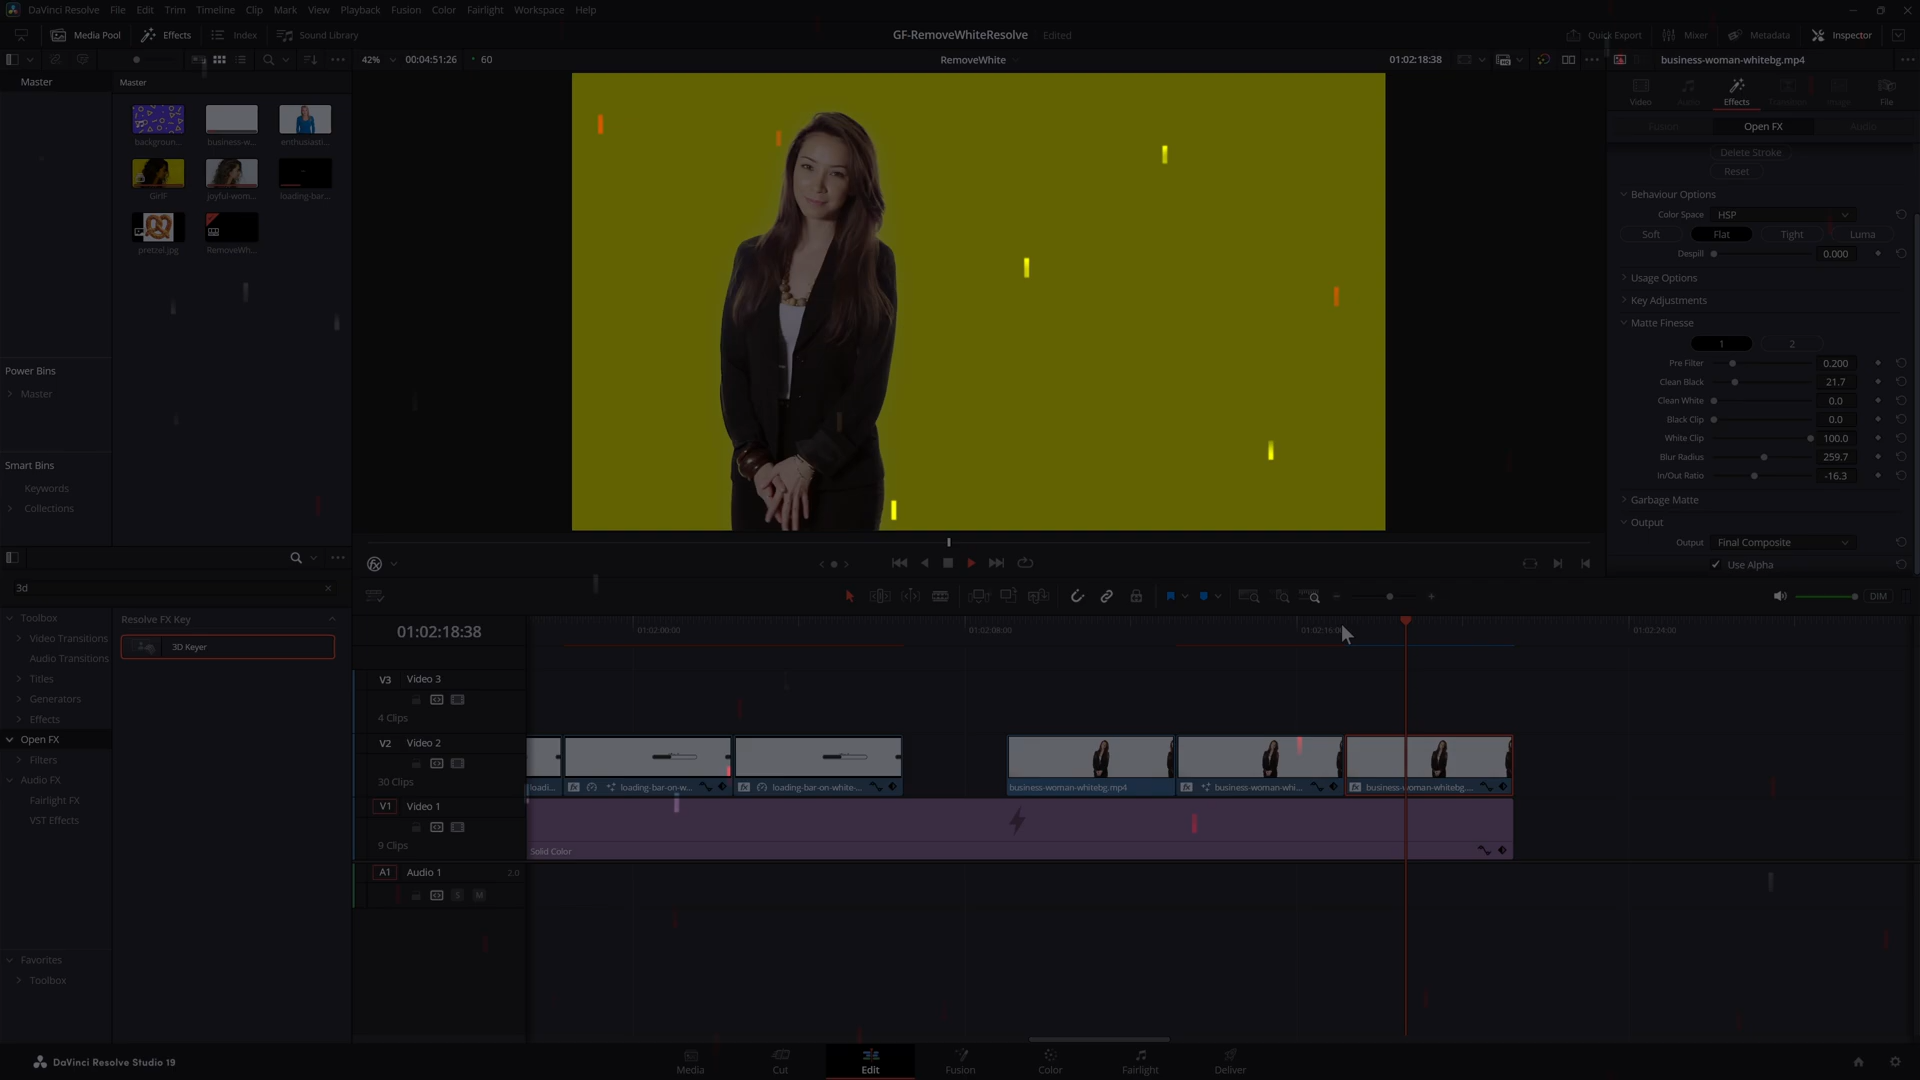 DaVinci Resolve File Edit Trim Timeline Clip Mark View Playback Fusion Color Fairlight Workspace Help
Media Pool Effects Index Sound Library GF-RemoveWhiteResolve Edited Quick Export Mixer Metadata Inspector
42% 00:04:51:26 60 RemoveWhite 01:02:18:38 business-woman-whitebg.mp4
Master Master
Video Audio Effects Transition Image File
Fusion Open FX Audio
backgroun... business-w... enthusiasti...
GirlF joyful-wom... loading-bar...
pretzel.jpg RemoveWh...
Delete Stroke
Reset
Behaviour Options
Color Space HSP
Soft Flat Tight Luma
Despill 0.000
Usage Options
Key Adjustments
Matte Finesse
1 2
Pre Filter 0.200
Clean Black 21.7
Clean White 0.0
Black Clip 0.0
White Clip 100.0
Blur Radius 259.7
In/Out Ratio -16.3
Garbage Matte
Output
Output Final Composite
Use Alpha
Power Bins
Master
Smart Bins
Keywords
Collections
3d
Toolbox
Video Transitions
Audio Transitions
Titles
Generators
Effects
Open FX
Filters
Audio FX
Fairlight FX
VST Effects
Favorites
Toolbox
Resolve FX Key
3D Keyer
DIM
01:02:18:38 01:02:00:00 01:02:08:00 01:02:16:00 01:02:24:00
V3 Video 3
4 Clips
V2 Video 2
30 Clips
loadi... loading-bar-on-w... loading-bar-on-white-... business-woman-whitebg.mp4 business-woman-whi... business-woman-whitebg....
V1 Video 1
9 Clips
Solid Color
A1 Audio 1 2.0
S M
DaVinci Resolve Studio 19
Media Cut Edit Fusion Color Fairlight Deliver